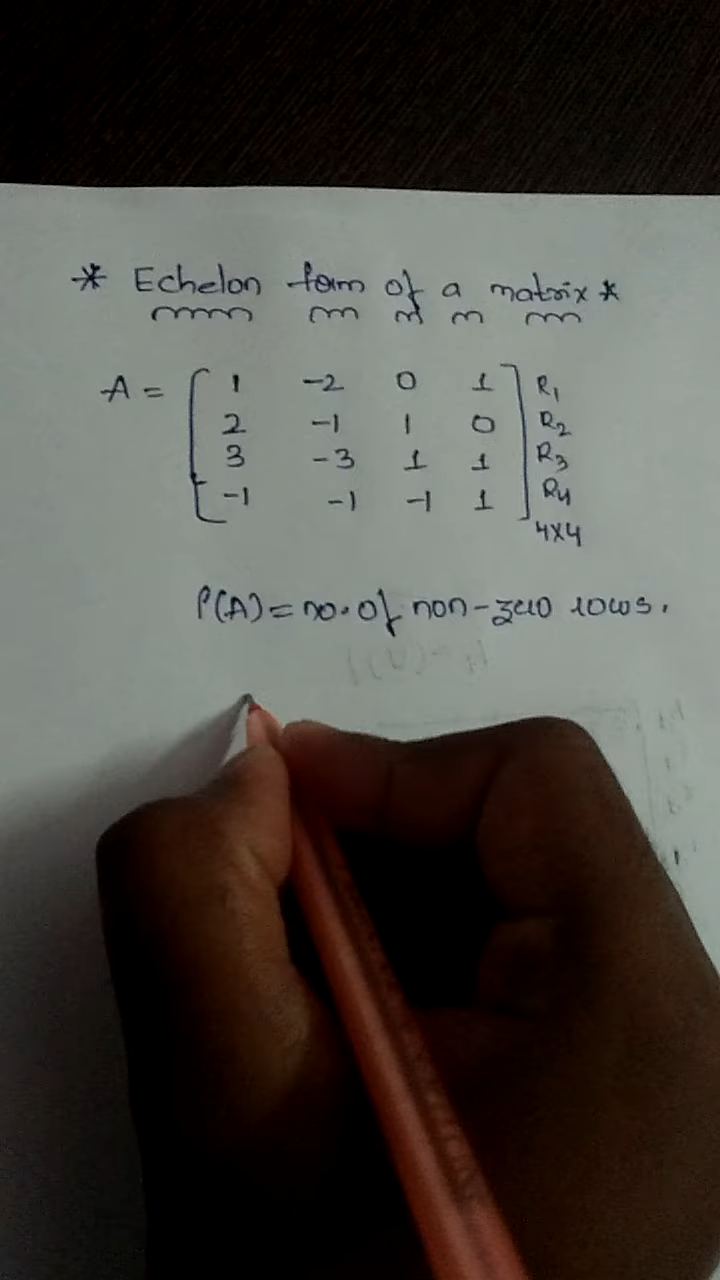 * Echelon form of a matrix *
A = [ 1 -2 0 1 ] R1
2 -1 1 0 R2
3 -3 1 1 R3
-1 -1 -1 1 R4
4x4
P(A) = no. of non-zero rows.